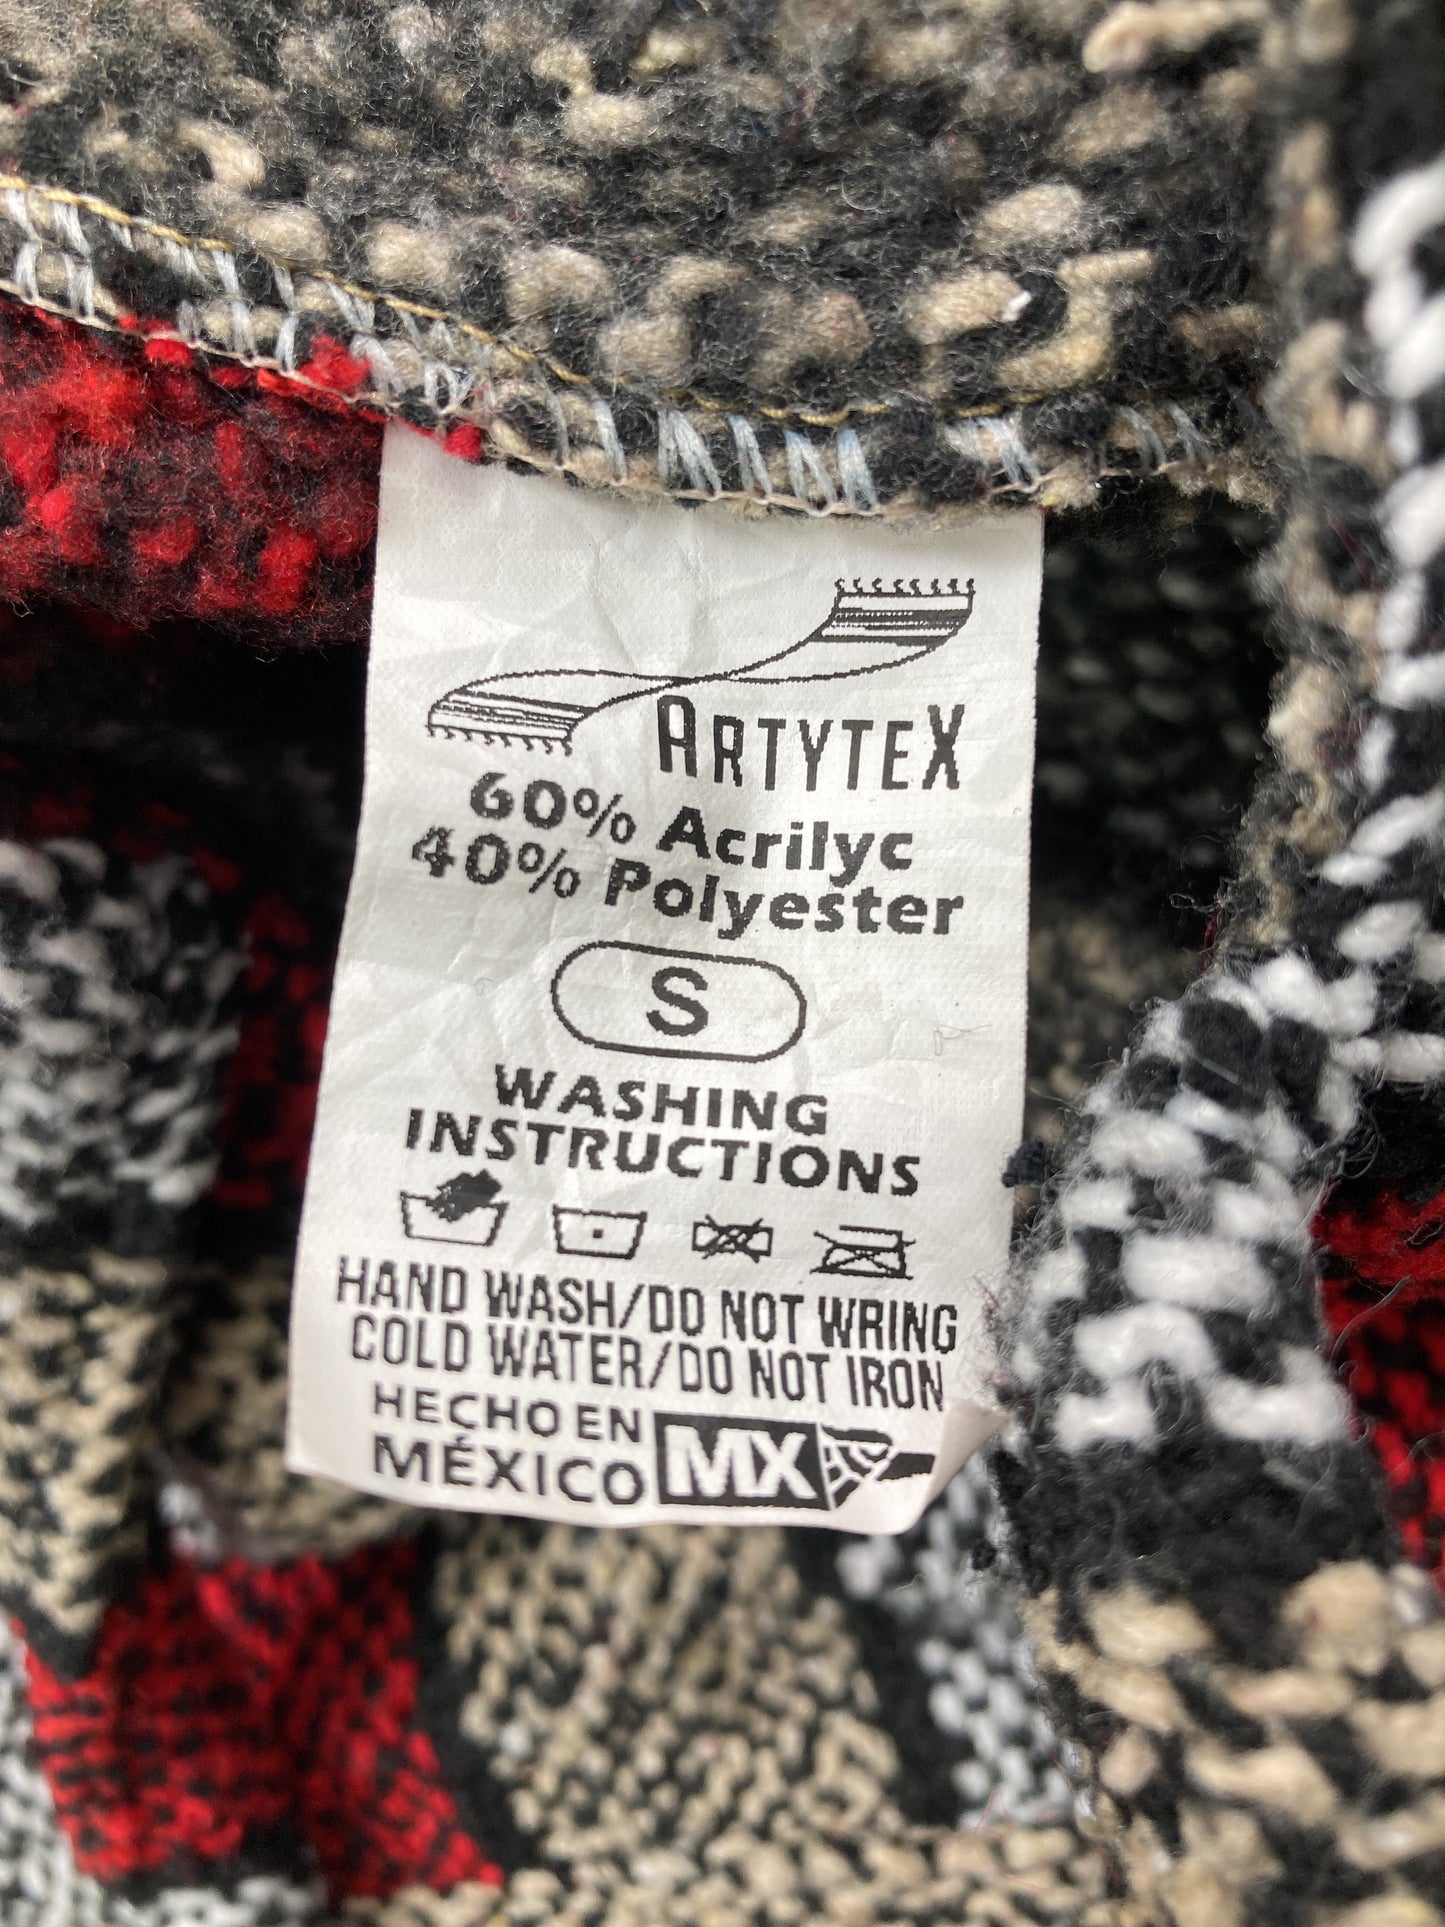 ARTYTEX
60% Acrilyc
40% Polyester
S
WASHING
INSTRUCTIONS
HAND WASH/DO NOT WRING
COLD WATER/DO NOT IRON
HECHO EN
MÉXICO
MX